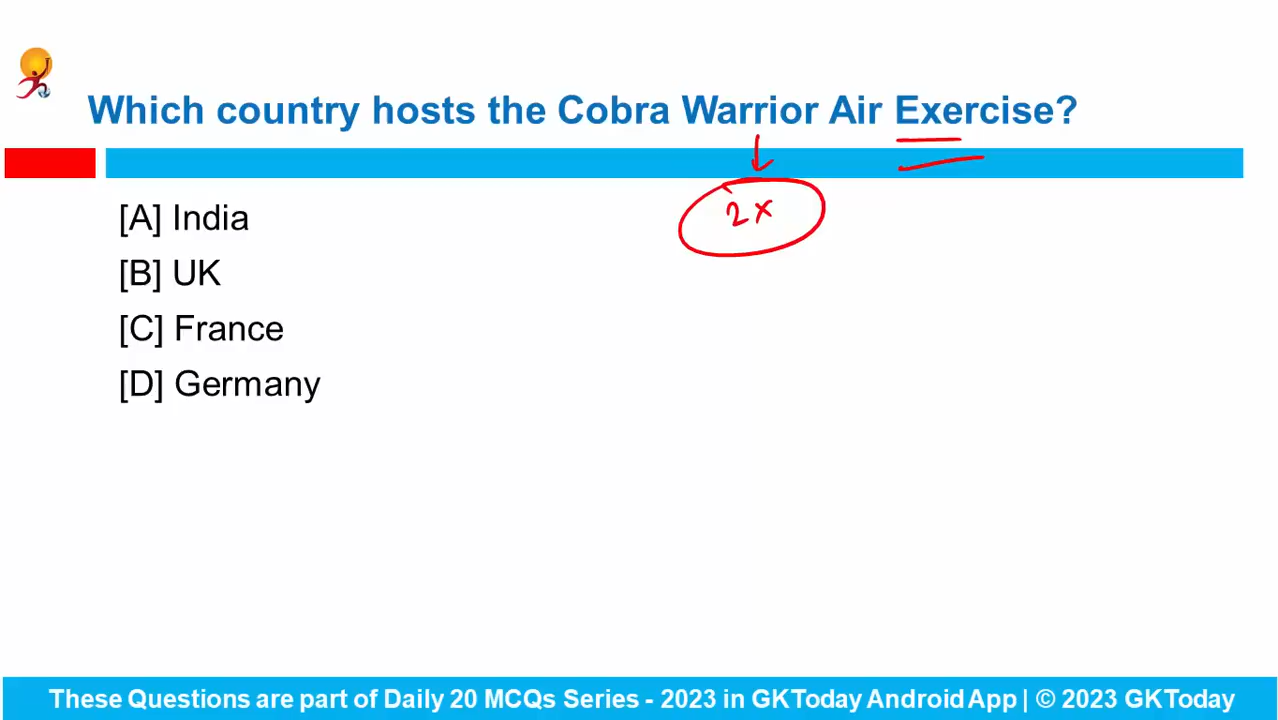 Which country hosts the Cobra Warrior Air Exercise?
2x
[A] India
[B] UK
[C] France
[D] Germany
These Questions are part of Daily 20 MCQs Series - 2023 in GKToday Android App | © 2023 GKToday